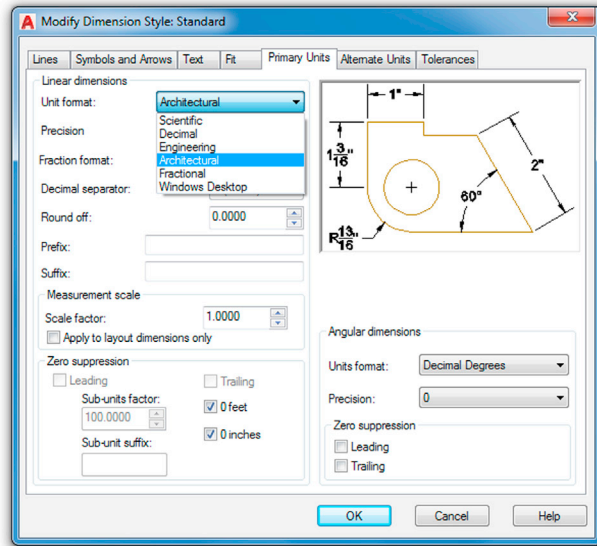 A Modify Dimension Style: Standard
Lines Symbols and Arrows Text Fit Primary Units Alternate Units Tolerances
Linear dimensions
Unit format: Architectural
Scientific
Decimal
Engineering
Architectural
Fractional
Windows Desktop
Precision
Fraction format:
Decimal separator:
Round off: 0.0000
Prefix:
Suffix:
Measurement scale
Scale factor: 1.0000
Apply to layout dimensions only
Zero suppression
Leading Trailing
Sub-units factor:
100.0000
Sub-unit suffix:
0 feet
0 inches
1"
1 3/16"
2"
60°
R13/16
Angular dimensions
Units format: Decimal Degrees
Precision: 0
Zero suppression
Leading
Trailing
OK Cancel Help